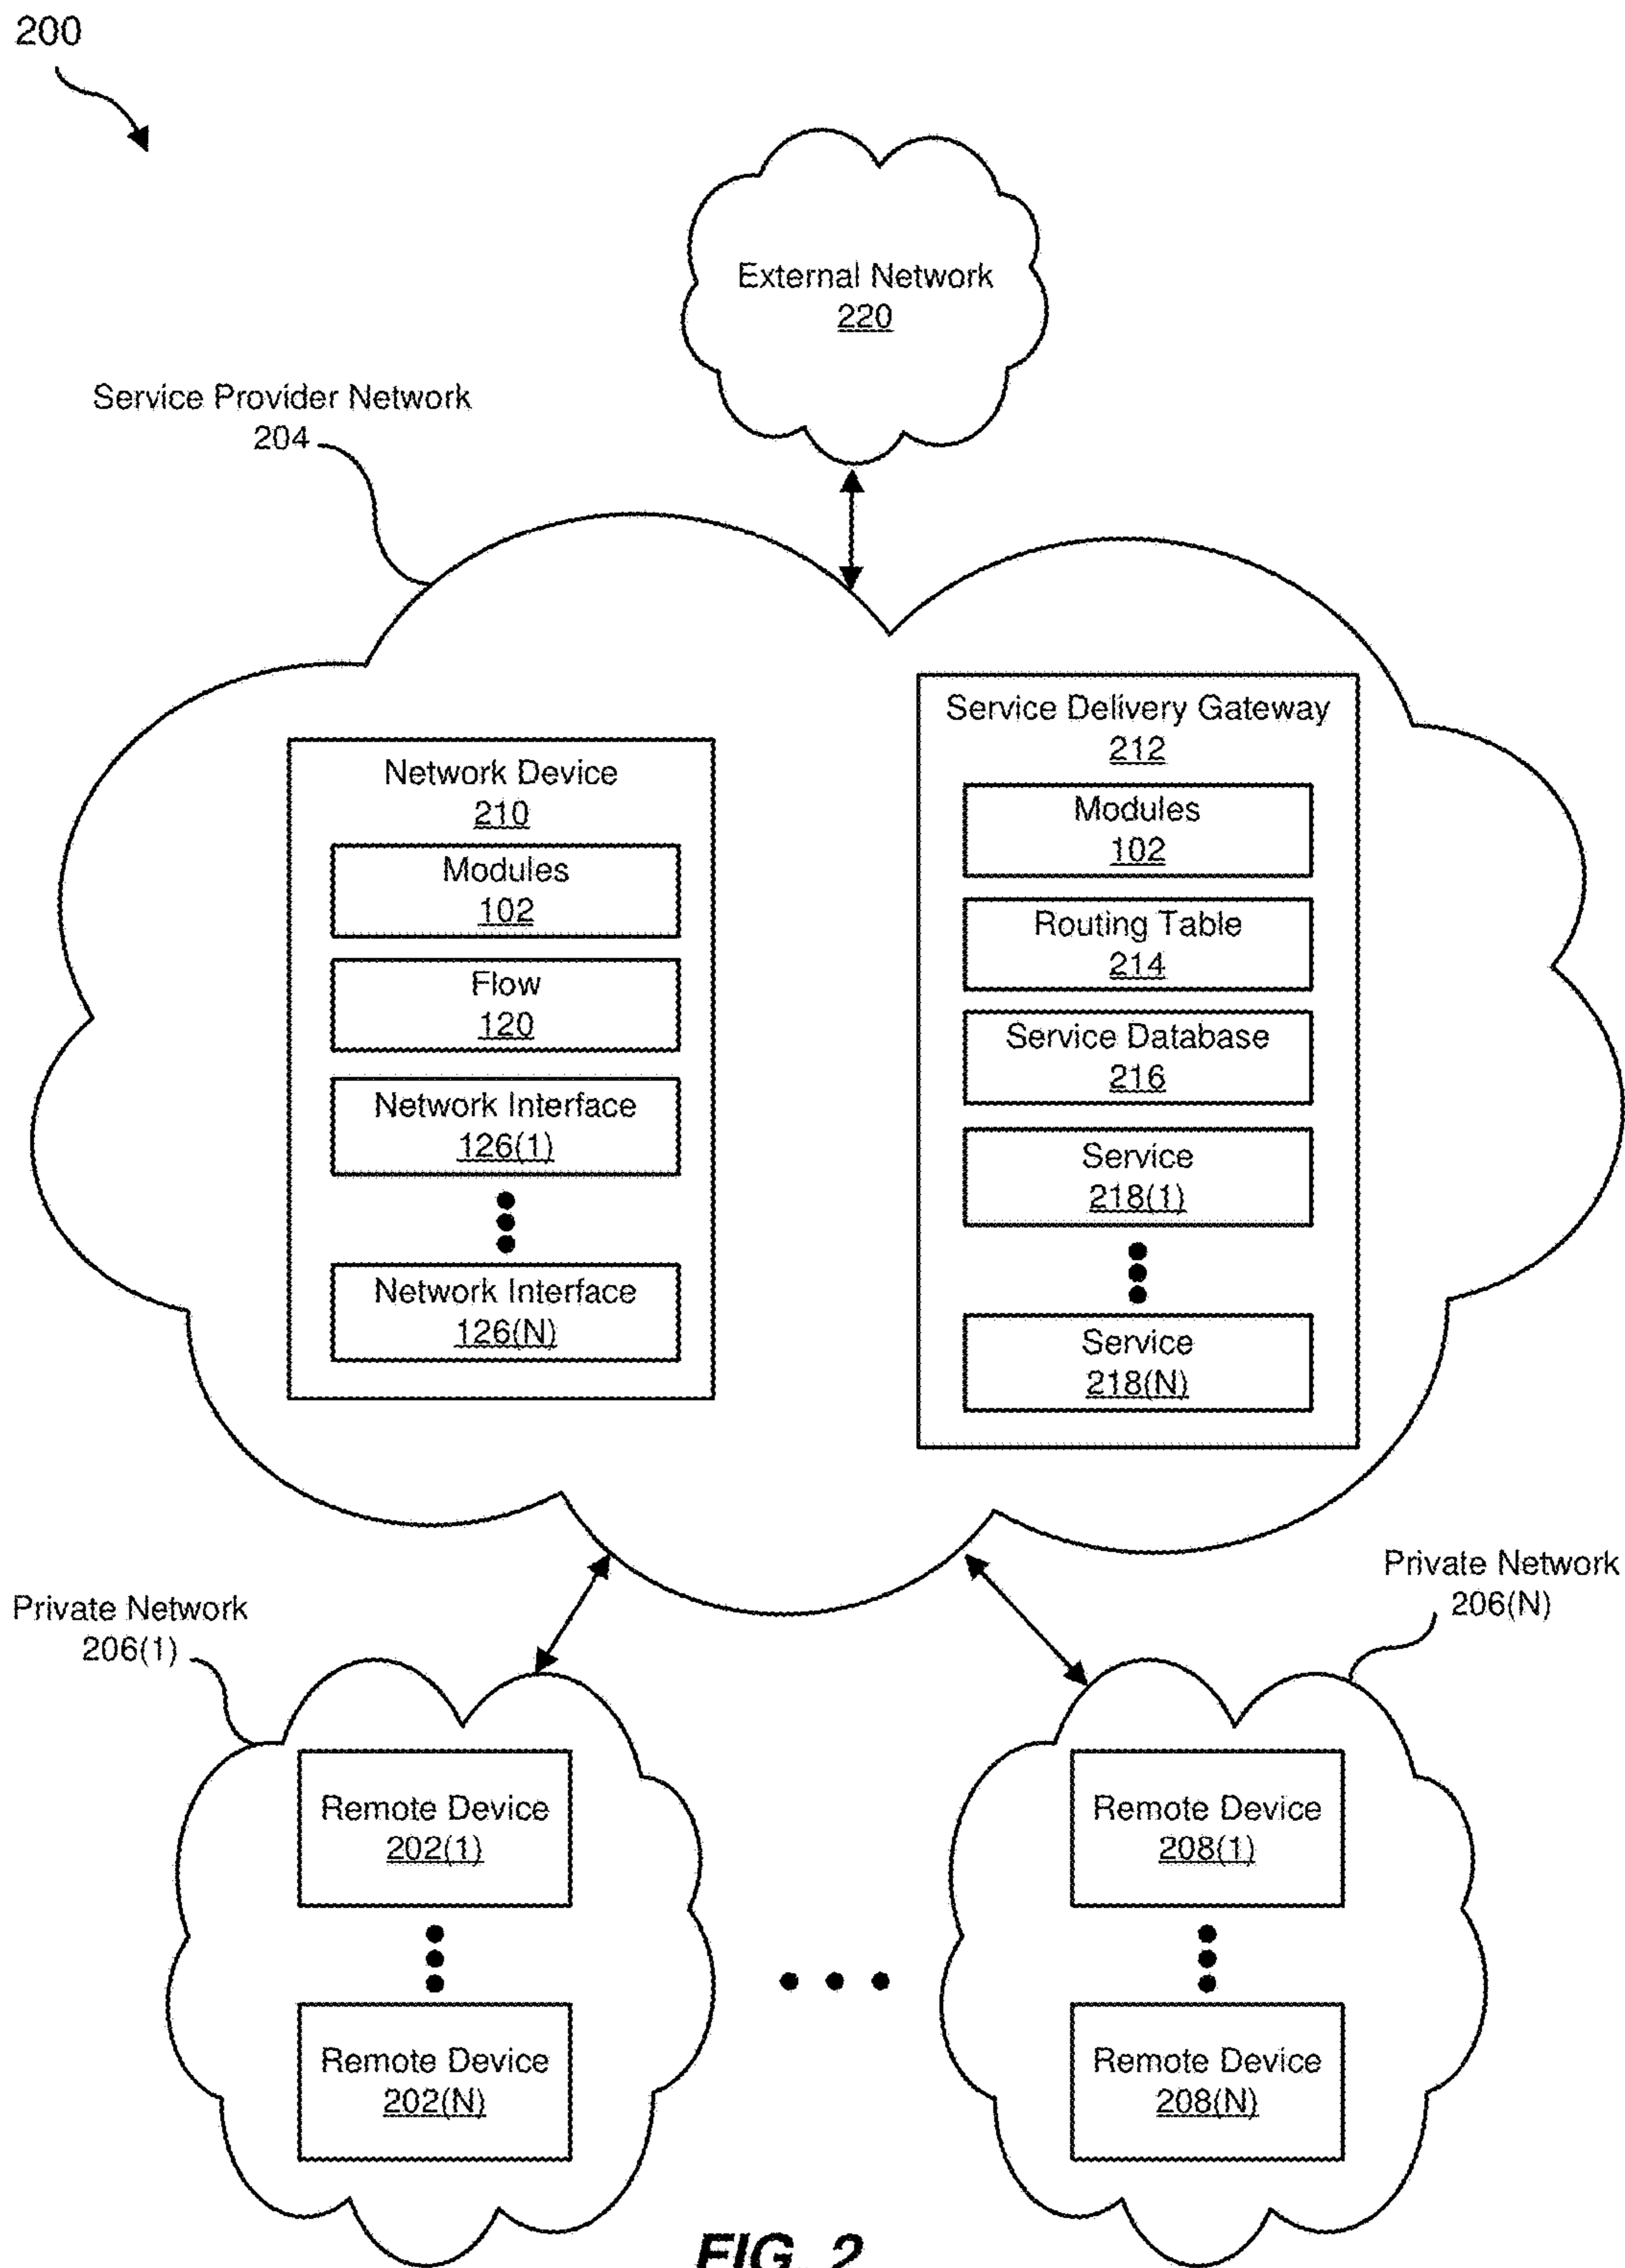 200
External Network
220
Service Provider Network
204
Service Delivery Gateway
212
Modules
102
Routing Table
214
Service Database
216
Service
218(1)
Service
218(N)
Network Device
210
Modules
102
Flow
120
Network Interface
126(1)
Network Interface
126(N)
Private Network
206(1)
Private Network
206(N)
Remote Device
202(1)
Remote Device
202(N)
Remote Device
208(1)
Remote Device
208(N)
FIG. 2